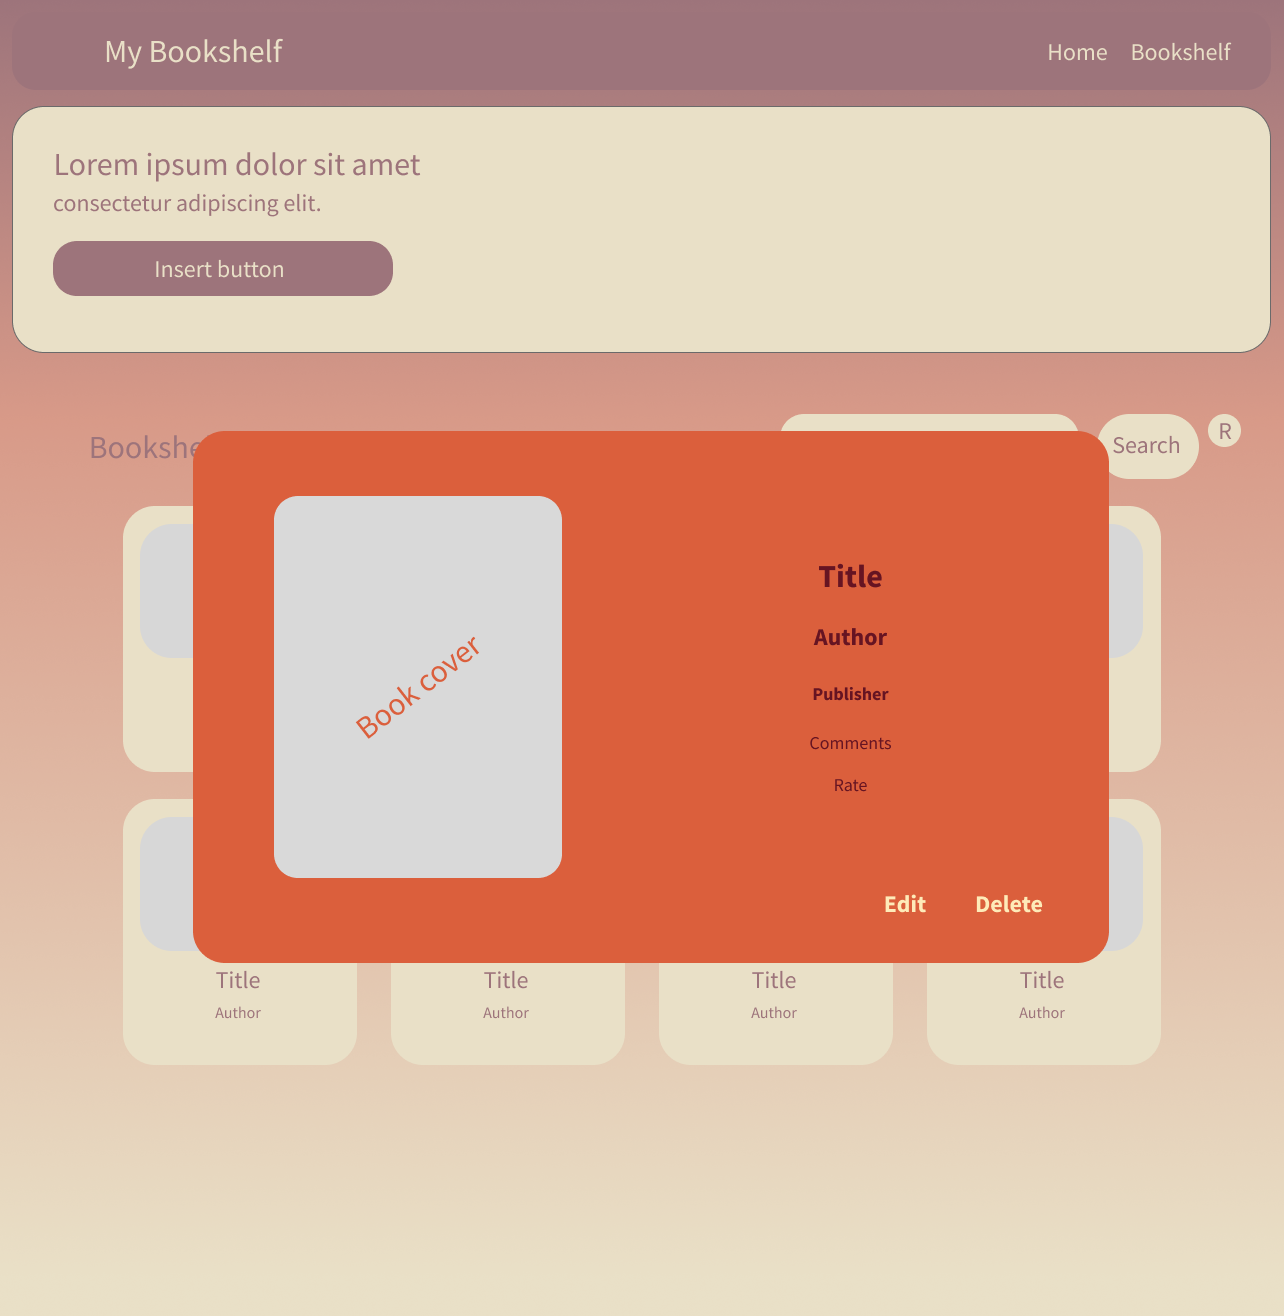 My Bookshelf
Home Bookshelf
Lorem ipsum dolor sit amet
consectetur adipiscing elit.
Insert button
Search
R
Book cover
Title
Author
Publisher
Comments
Rate
Edit Delete
Title Title Title Title
Author Author Author Author